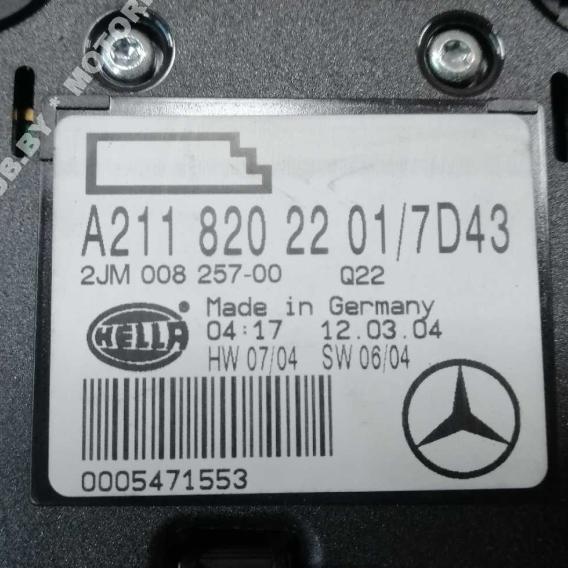 A211 820 22 01/7D43
2JM 008 257-00 Q22
HELLA
Made in Germany
04:17 12.03.04
HW 07/04 SW 06/04
0005471553